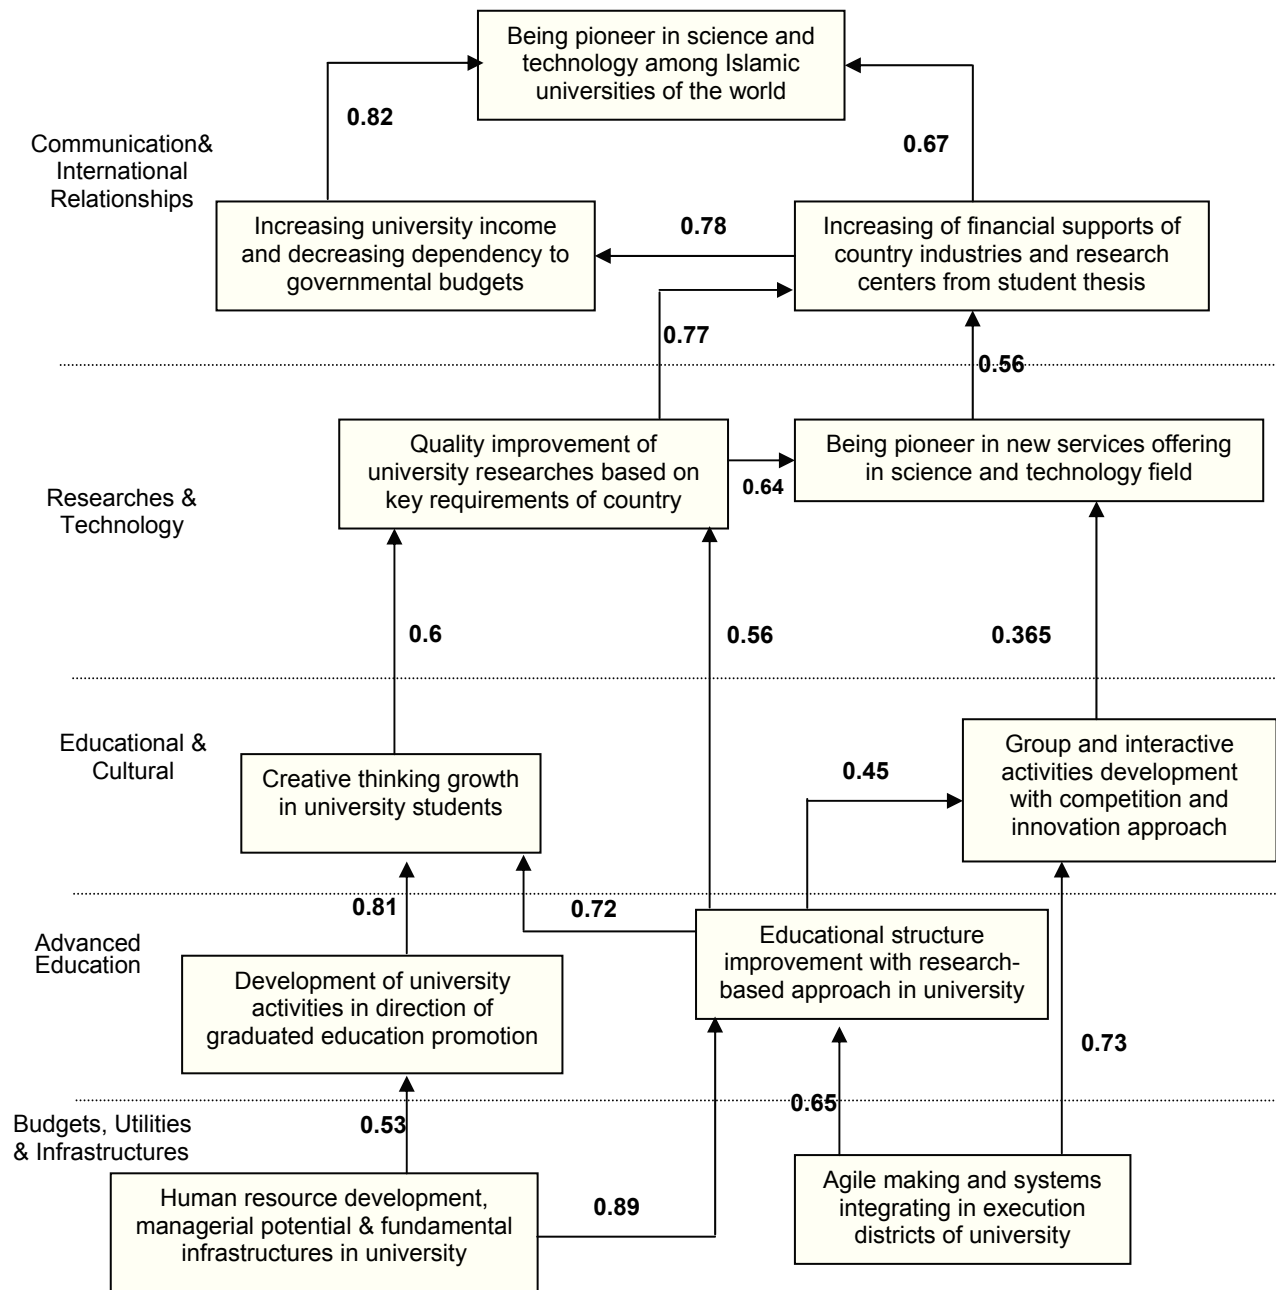 Being pioneer in science and
technology among Islamic
universities of the world
0.82
0.67
Communication&
International
Relationships
Increasing university income
and decreasing dependency to
governmental budgets
0.78
Increasing of financial supports of
country industries and research
centers from student thesis
0.77
0.56
Researches &
Technology
Quality improvement of
university researches based on
key requirements of country
0.64
Being pioneer in new services offering
in science and technology field
0.6
0.56
0.365
Educational &
Cultural
Creative thinking growth
in university students
0.45
Group and interactive
activities development
with competition and
innovation approach
0.81
0.72
Advanced
Education
Development of university
activities in direction of
graduated education promotion
Educational structure
improvement with research-
based approach in university
0.73
0.65
Budgets, Utilities
& Infrastructures
0.53
Human resource development,
managerial potential & fundamental
infrastructures in university
0.89
Agile making and systems
integrating in execution
districts of university